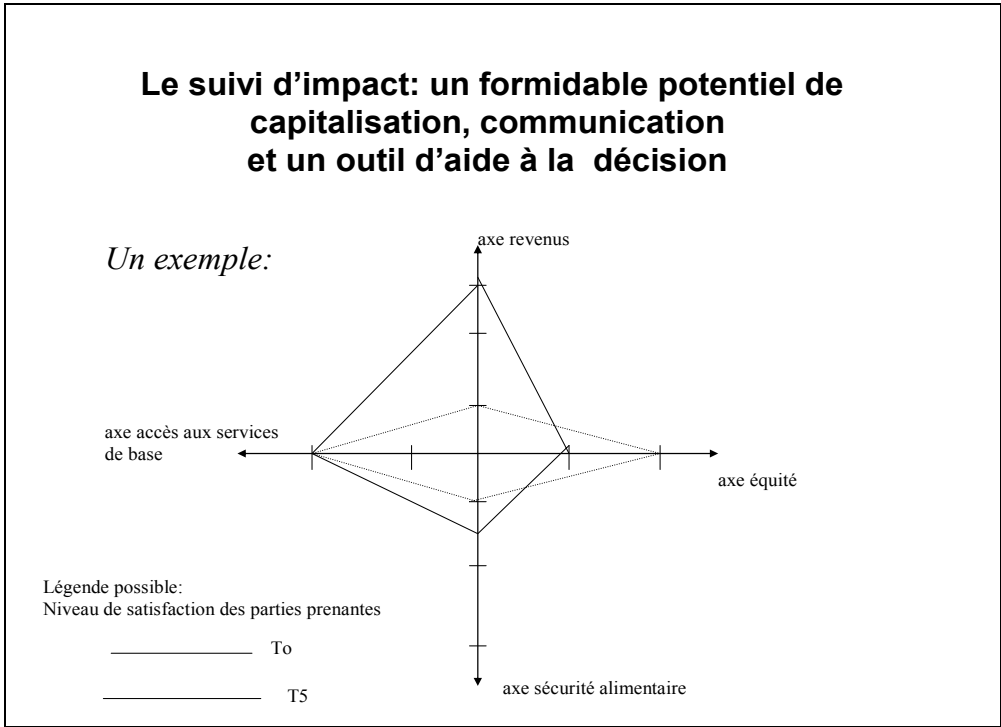 Le suivi d’impact: un formidable potentiel de
capitalisation, communication
et un outil d’aide à la décision
Un exemple:
axe revenus
axe accès aux services
de base
axe équité
Légende possible:
Niveau de satisfaction des parties prenantes
To
T5
axe sécurité alimentaire